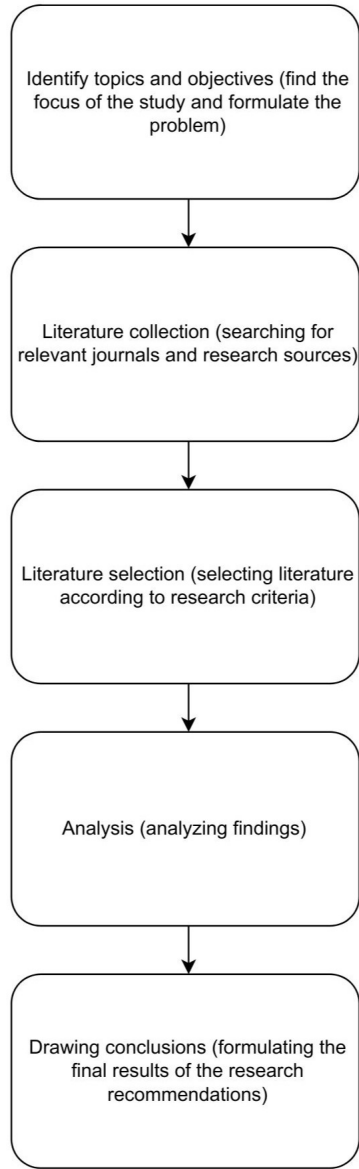 Identify topics and objectives (find the
focus of the study and formulate the
problem)
Literature collection (searching for
relevant journals and research sources)
Literature selection (selecting literature
according to research criteria)
Analysis (analyzing findings)
Drawing conclusions (formulating the
final results of the research
recommendations)